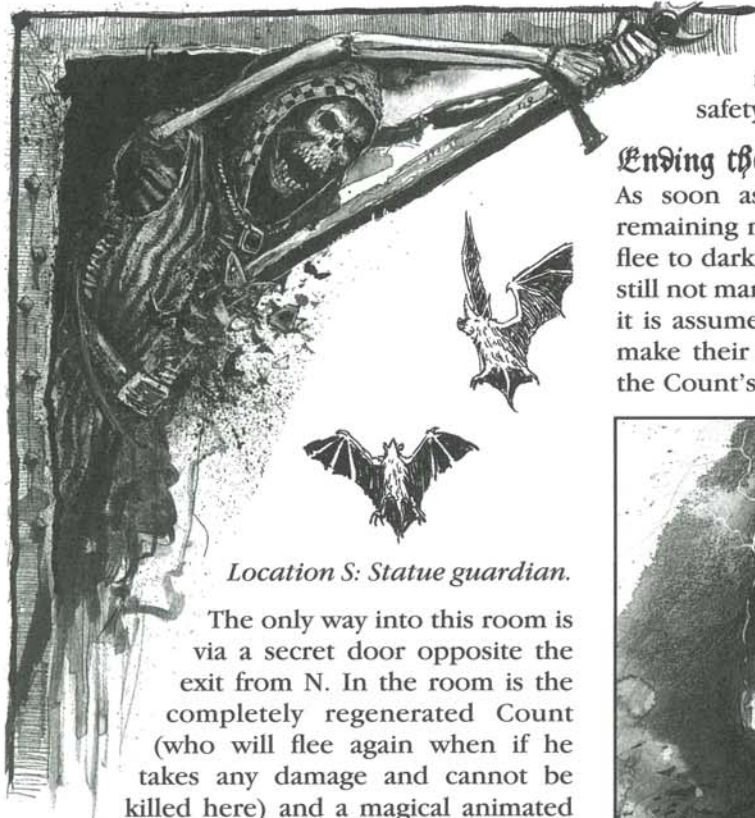 Location S: Statue guardian.
The only way into this room is
via a secret door opposite the
exit from N. In the room is the
completely regenerated Count
(who will flee again when if he
takes any damage and cannot be
killed here) and a magical animated
safety
Ending
As soon as
remaining
flee to dark
still not
it is
make their
the Count's